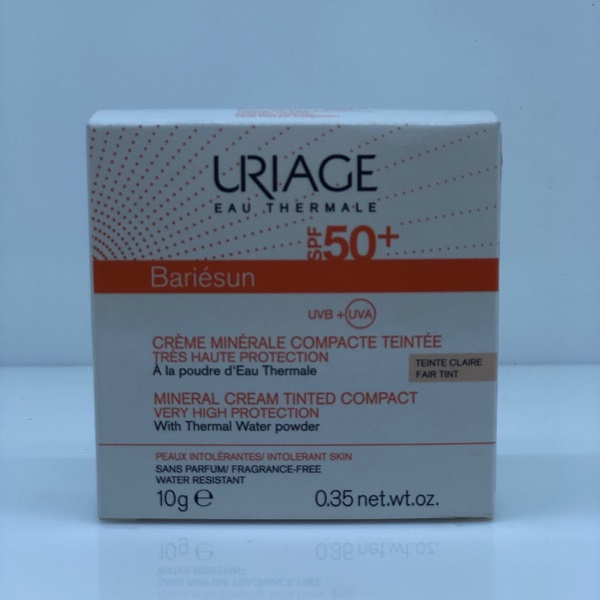 URIAGE
EAU THERMALE
SPF 50+
Bariésun
UVB + UVA
CRÈME MINÉRALE COMPACTE TEINTÉE
TRÈS HAUTE PROTECTION
À la poudre d'Eau Thermale
TEINTE CLAIRE
FAIR TINT
MINERAL CREAM TINTED COMPACT
VERY HIGH PROTECTION
With Thermal Water powder
PEAUX INTOLÉRANTES/ INTOLERANT SKIN
SANS PARFUM/ FRAGRANCE-FREE
WATER RESISTANT
10g e 0.35 net.wt.oz.